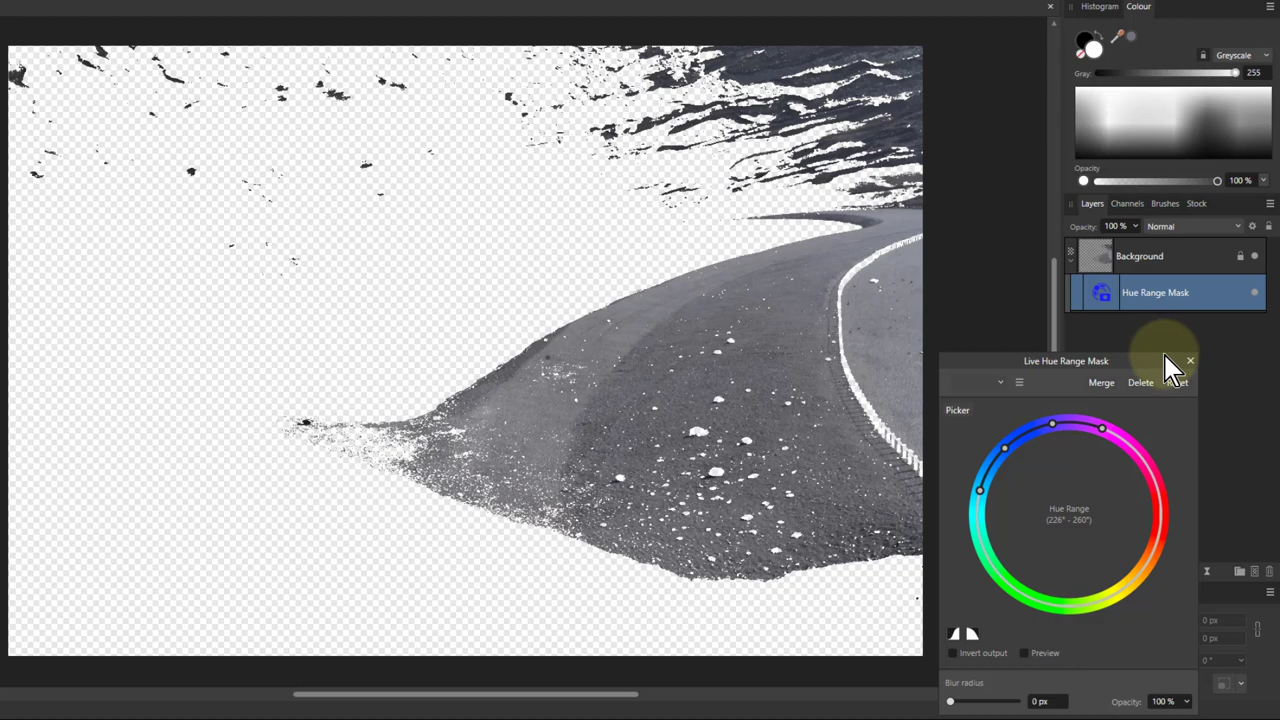 Histogram Colour
Greyscale
Gray: 255
Opacity
100 %
Layers Channels Brushes Stock
Opacity: 100 % Normal
Background
Hue Range Mask
Live Hue Range Mask
Merge Delete
Picker
Hue Range
(226° - 260°)
Invert output Preview
Blur radius
0 px Opacity: 100 %
0 px
0 px
0 °